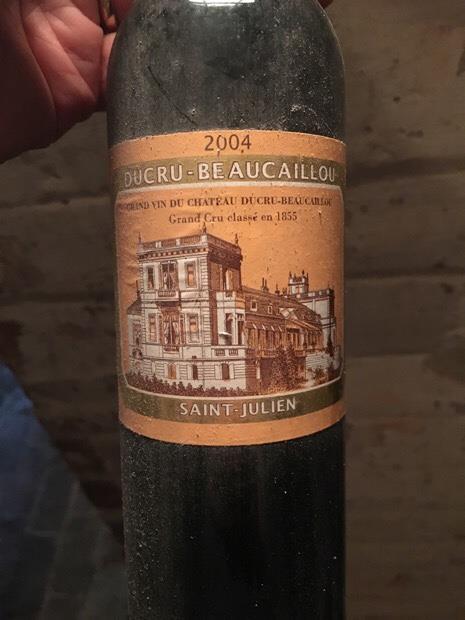 2004
DUCRU-BEAUCAILLOU
GRAND VIN DU CHATEAU DUCRU-BEAUCAILLOU
Grand Cru classé en 1855
SAINT-JULIEN